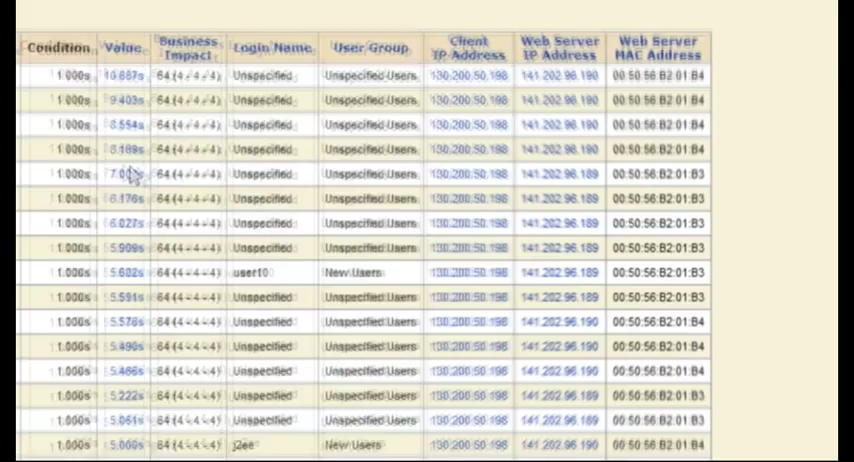 Condition Value Business Impact Login Name User Group Client IP Address Web Server IP Address Web Server MAC Address
1.000s 10.887s 64 (4 4 4) Unspecified Unspecified Users 130.200.50.198 141.202.96.190 00:50:56:B2:01:B4
1.000s 9.403s 64 (4 4 4) Unspecified Unspecified Users 130.200.50.198 141.202.96.190 00:50:56:B2:01:B4
1.000s 8.554s 64 (4 4 4) Unspecified Unspecified Users 130.200.50.198 141.202.96.190 00:50:56:B2:01:B4
1.000s 64 (4 4 4) Unspecified Unspecified Users 130.200.50.198 141.202.96.190 00:50:56:B2:01:B4
1.000s 64 (4 4 4) Unspecified Unspecified Users 130.200.50.198 141.202.96.189 00:50:56:B2:01:B3
1.000s 6.176s 64 (4 4 4) Unspecified Unspecified Users 130.200.50.198 141.202.96.189 00:50:56:B2:01:B3
1.000s 6.027s 64 (4 4 4) Unspecified Unspecified Users 130.200.50.198 141.202.96.189 00:50:56:B2:01:B3
1.000s 5.909s 64 (4 4 4) Unspecified Unspecified Users 130.200.50.198 141.202.96.189 00:50:56:B2:01:B3
1.000s 5.602s 64 (4 4 4) user10 New Users 130.200.50.198 141.202.96.189 00:50:56:B2:01:B3
1.000s 5.591s 64 (4 4 4) Unspecified Unspecified Users 130.200.50.198 141.202.96.189 00:50:56:B2:01:B3
1.000s 5.576s 64 (4 4 4) Unspecified Unspecified Users 130.200.50.198 141.202.96.190 00:50:56:B2:01:B4
1.000s 5.490s 64 (4 4 4) Unspecified Unspecified Users 130.200.50.198 141.202.96.190 00:50:56:B2:01:B4
1.000s 5.466s 64 (4 4 4) Unspecified Unspecified Users 130.200.50.198 141.202.96.190 00:50:56:B2:01:B4
1.000s 5.222s 64 (4 4 4) Unspecified Unspecified Users 130.200.50.198 141.202.96.189 00:50:56:B2:01:B3
1.000s 5.061s 64 (4 4 4) Unspecified Unspecified Users 130.200.50.198 141.202.96.189 00:50:56:B2:01:B3
1.000s 5.000s 64 (4 4 4) j2ee New Users 130.200.50.198 141.202.96.190 00:50:56:B2:01:B4